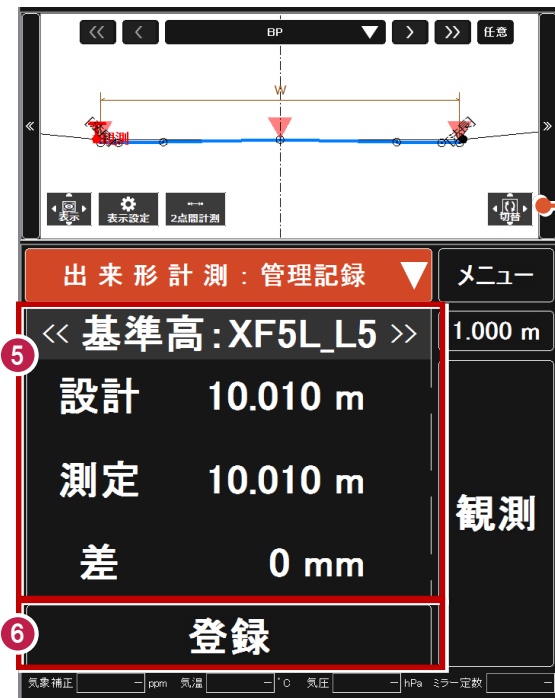 << < BP ▼ > >> 任意
W
観測
« »
表示 表示設定 2点間計測 切替
出来形計測:管理記録 ▼ メニュー
5
<< 基準高:XF5L_L5 >> 1.000 m
設計 10.010 m
測定 10.010 m
観測
差 0 mm
6
登録
気象補正 - ppm 気温 - °C 気圧 - hPa ミラー定数 -